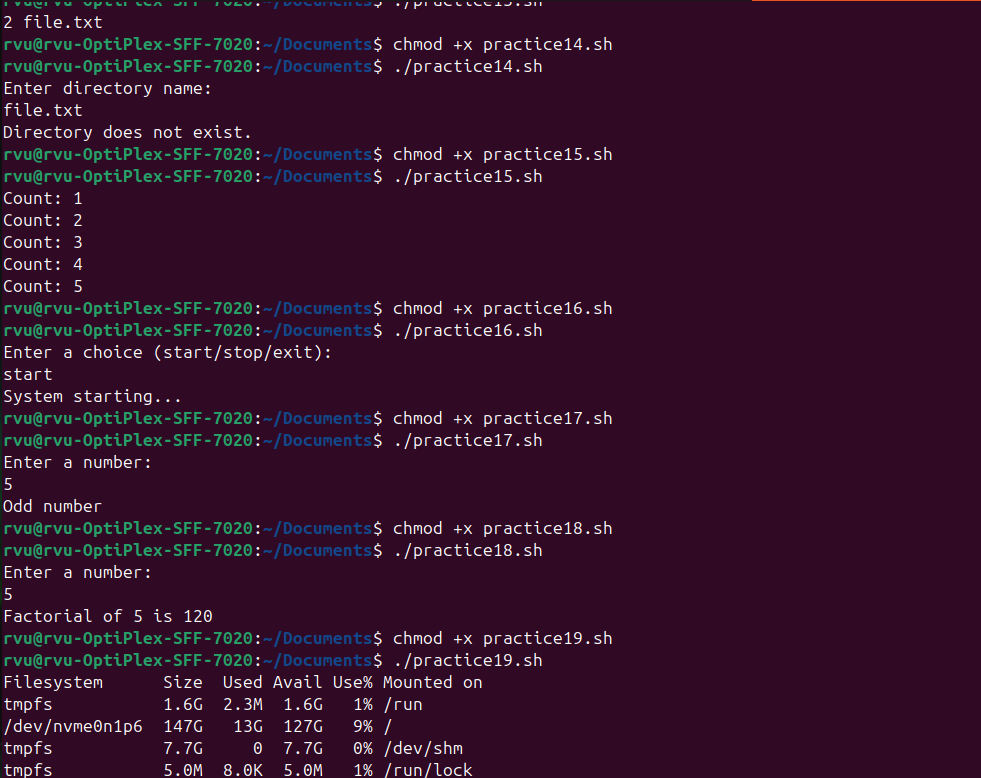 rvu@rvu-OptiPlex-SFF-7020:~/Documents$ ./practice13.sh
2 file.txt
rvu@rvu-OptiPlex-SFF-7020:~/Documents$ chmod +x practice14.sh
rvu@rvu-OptiPlex-SFF-7020:~/Documents$ ./practice14.sh
Enter directory name:
file.txt
Directory does not exist.
rvu@rvu-OptiPlex-SFF-7020:~/Documents$ chmod +x practice15.sh
rvu@rvu-OptiPlex-SFF-7020:~/Documents$ ./practice15.sh
Count: 1
Count: 2
Count: 3
Count: 4
Count: 5
rvu@rvu-OptiPlex-SFF-7020:~/Documents$ chmod +x practice16.sh
rvu@rvu-OptiPlex-SFF-7020:~/Documents$ ./practice16.sh
Enter a choice (start/stop/exit):
start
System starting...
rvu@rvu-OptiPlex-SFF-7020:~/Documents$ chmod +x practice17.sh
rvu@rvu-OptiPlex-SFF-7020:~/Documents$ ./practice17.sh
Enter a number:
5
Odd number
rvu@rvu-OptiPlex-SFF-7020:~/Documents$ chmod +x practice18.sh
rvu@rvu-OptiPlex-SFF-7020:~/Documents$ ./practice18.sh
Enter a number:
5
Factorial of 5 is 120
rvu@rvu-OptiPlex-SFF-7020:~/Documents$ chmod +x practice19.sh
rvu@rvu-OptiPlex-SFF-7020:~/Documents$ ./practice19.sh
Filesystem      Size  Used Avail Use% Mounted on
tmpfs           1.6G  2.3M  1.6G   1% /run
/dev/nvme0n1p6  147G   13G  127G   9% /
tmpfs           7.7G     0  7.7G   0% /dev/shm
tmpfs           5.0M  8.0K  5.0M   1% /run/lock